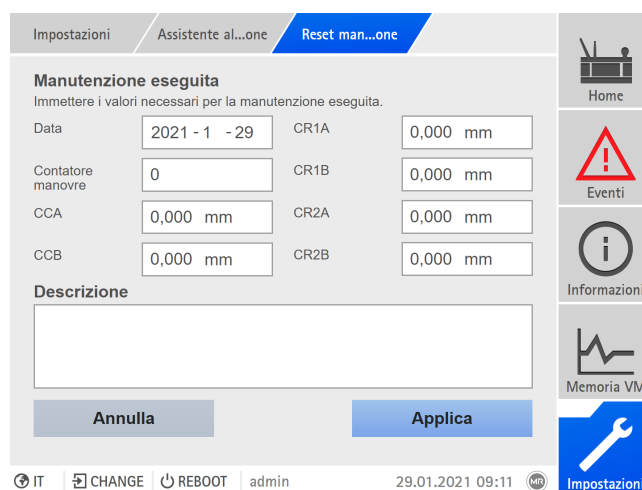 Impostazioni
Assistente al...one
Reset man...one
Manutenzione eseguita
Immettere i valori necessari per la manutenzione eseguita.
Data
2021 - 1 - 29
CR1A
0,000 mm
Contatore
manovre
0
CR1B
0,000 mm
CCA
0,000 mm
CR2A
0,000 mm
CCB
0,000 mm
CR2B
0,000 mm
Descrizione
Annulla
Applica
IT
CHANGE
REBOOT
admin
29.01.2021 09:11
MR
Home
Eventi
Informazioni
Memoria VM
Impostazioni